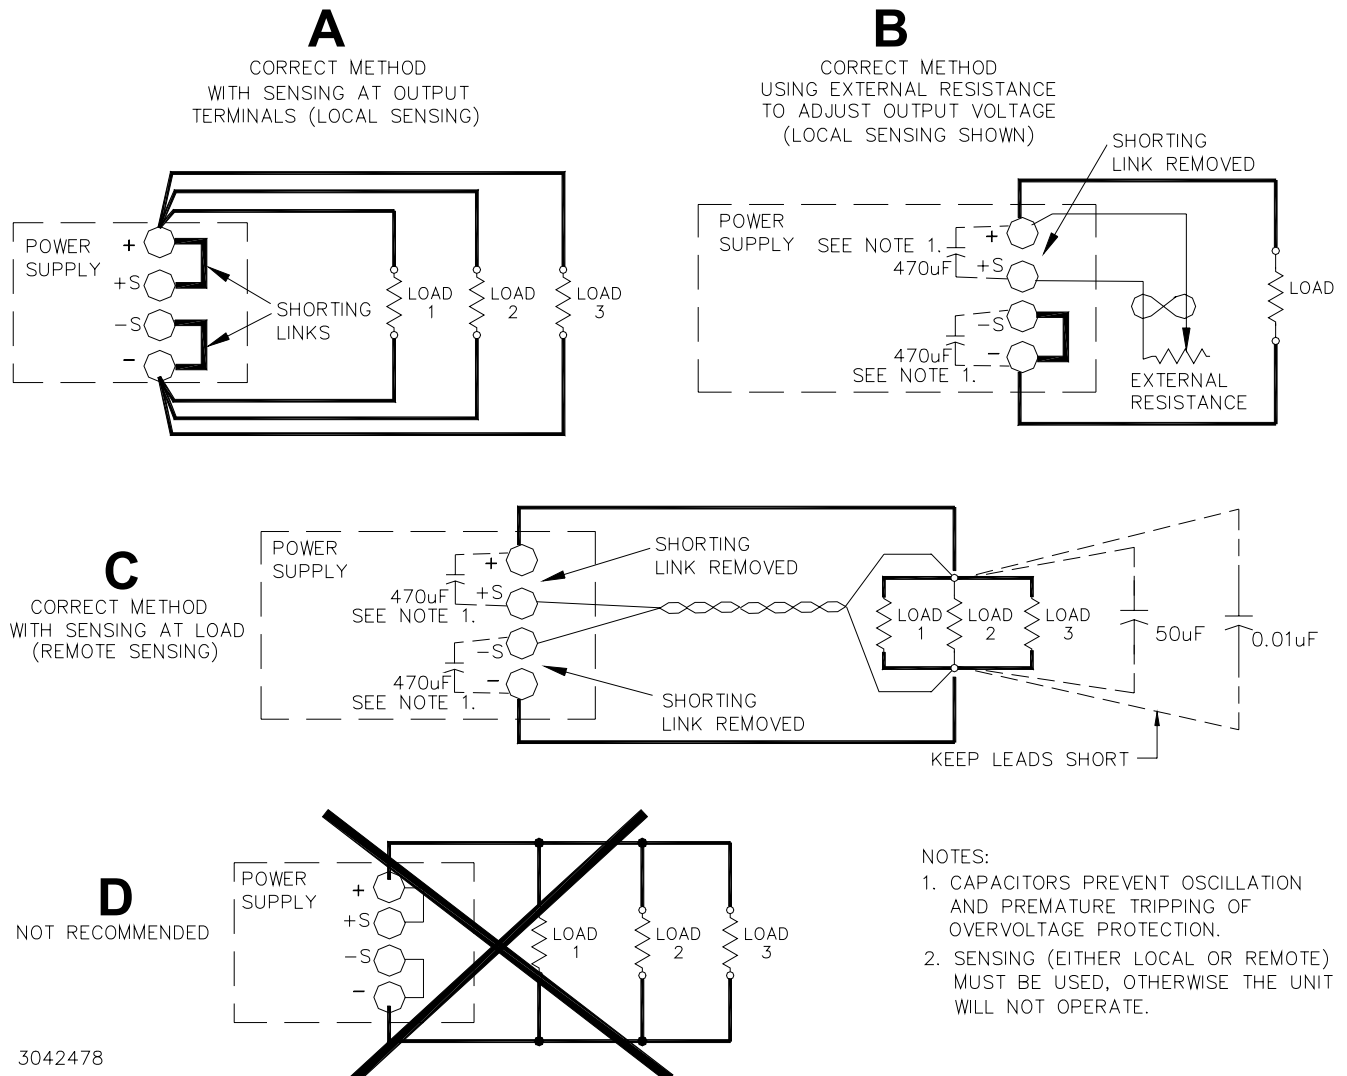 A
CORRECT METHOD
WITH SENSING AT OUTPUT
TERMINALS (LOCAL SENSING)
POWER
SUPPLY
+
+S
-S
-
SHORTING
LINKS
LOAD
1
LOAD
2
LOAD
3
B
CORRECT METHOD
USING EXTERNAL RESISTANCE
TO ADJUST OUTPUT VOLTAGE
(LOCAL SENSING SHOWN)
SHORTING
LINK REMOVED
POWER
SUPPLY
SEE NOTE 1.
470uF
+
+S
-S
-
470uF
SEE NOTE 1.
EXTERNAL
RESISTANCE
LOAD
C
CORRECT METHOD
WITH SENSING AT LOAD
(REMOTE SENSING)
POWER
SUPPLY
+
470uF
+S
SEE NOTE 1.
-S
470uF
-
SEE NOTE 1.
SHORTING
LINK REMOVED
SHORTING
LINK REMOVED
LOAD
1
LOAD
2
LOAD
3
50uF
0.01uF
KEEP LEADS SHORT
D
NOT RECOMMENDED
POWER
SUPPLY
+
+S
-S
-
LOAD
1
LOAD
2
LOAD
3
NOTES:
1. CAPACITORS PREVENT OSCILLATION
AND PREMATURE TRIPPING OF
OVERVOLTAGE PROTECTION.
2. SENSING (EITHER LOCAL OR REMOTE)
MUST BE USED, OTHERWISE THE UNIT
WILL NOT OPERATE.
3042478